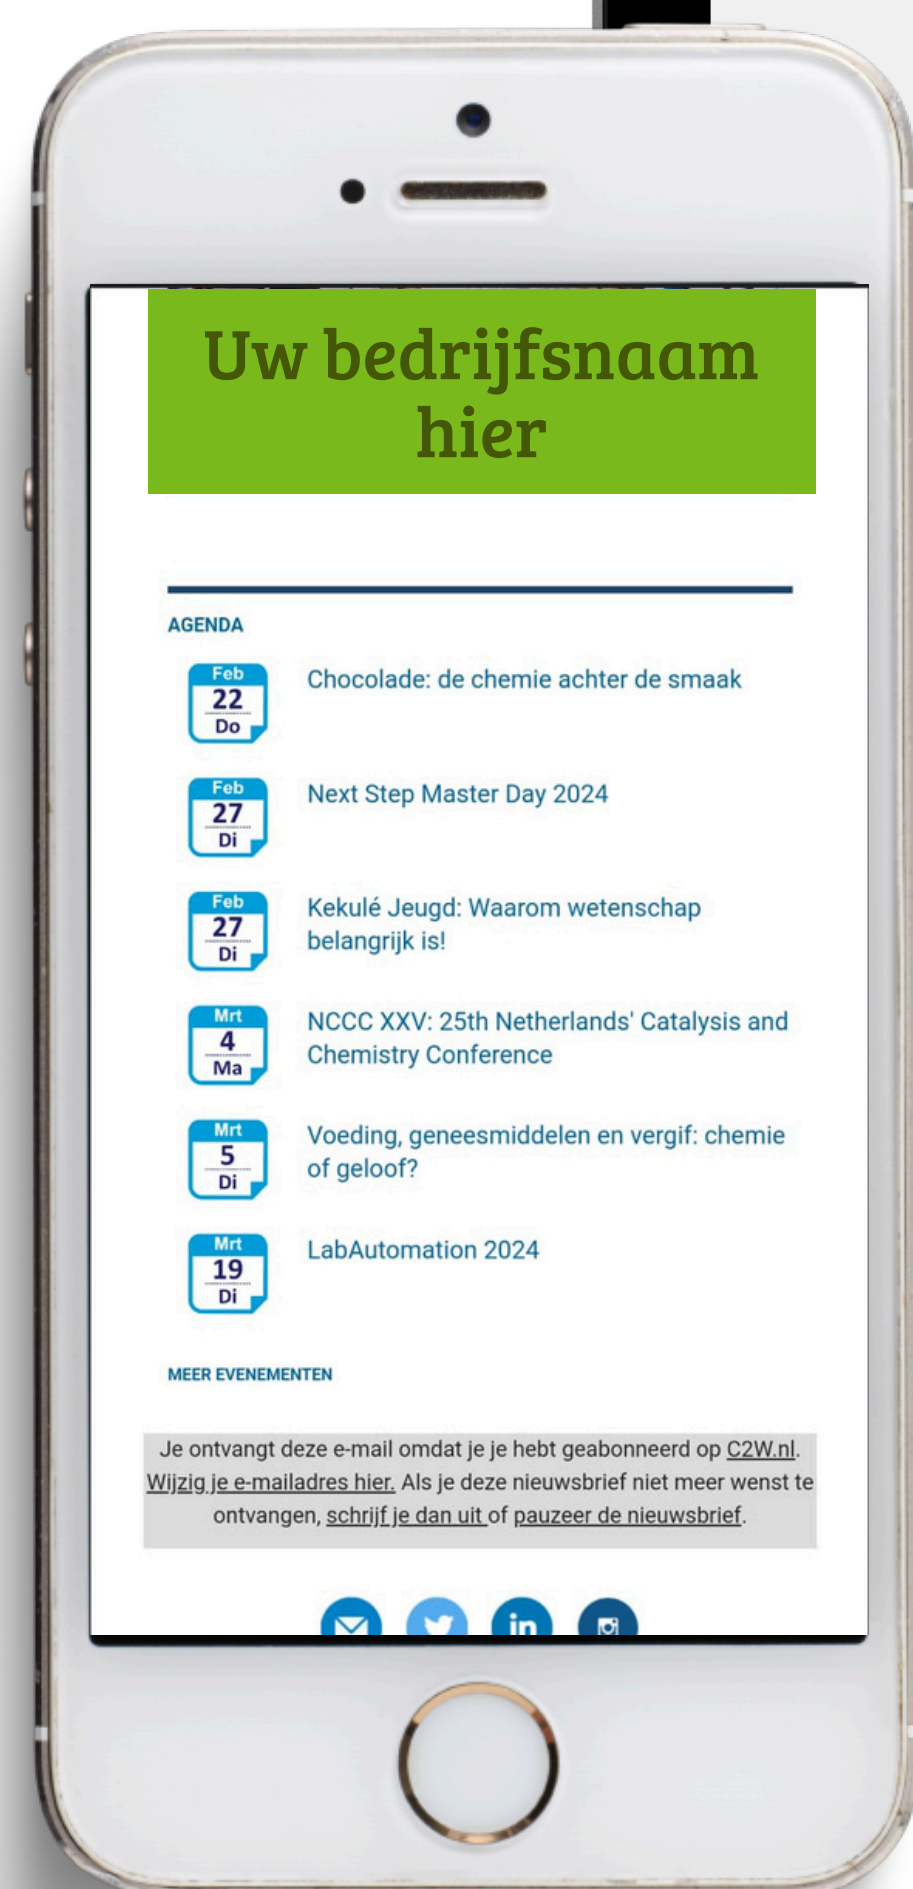 Uw bedrijfsnaam
hier
AGENDA
Feb
22
Do
Chocolade: de chemie achter de smaak
Feb
27
Di
Next Step Master Day 2024
Feb
27
Di
Kekulé Jeugd: Waarom wetenschap
belangrijk is!
Mrt
4
Ma
NCCC XXV: 25th Netherlands' Catalysis and
Chemistry Conference
Mrt
5
Di
Voeding, geneesmiddelen en vergif: chemie
of geloof?
Mrt
19
Di
LabAutomation 2024
MEER EVENEMENTEN
Je ontvangt deze e-mail omdat je je hebt geabonneerd op C2W.nl.
Wijzig je e-mailadres hier. Als je deze nieuwsbrief niet meer wenst te
ontvangen, schrijf je dan uit of pauzeer de nieuwsbrief.
in